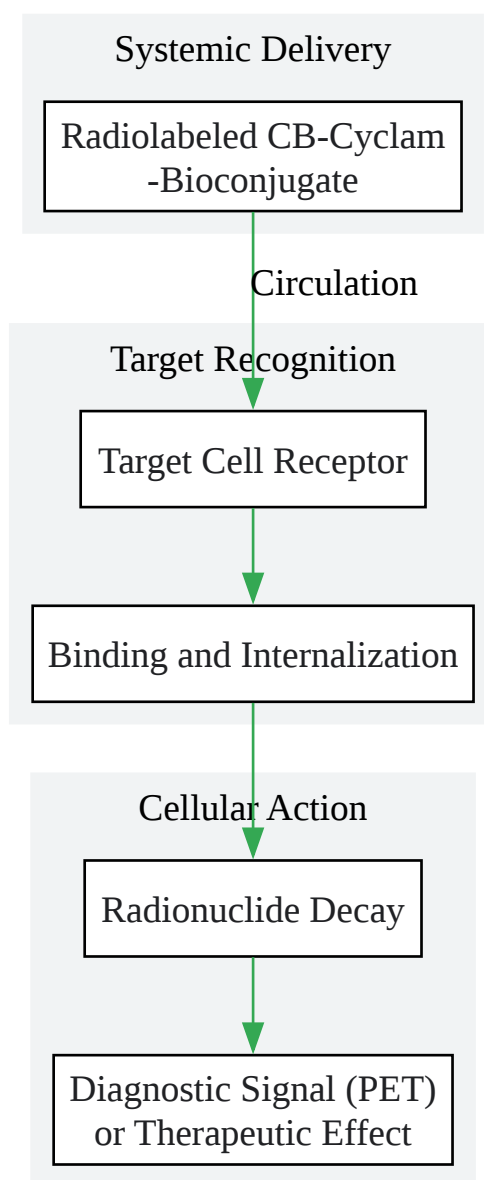 Systemic Delivery
Radiolabeled CB-Cyclam
-Bioconjugate
Circulation
Target Recognition
Target Cell Receptor
Binding and Internalization
Cellular Action
Radionuclide Decay
Diagnostic Signal (PET)
or Therapeutic Effect